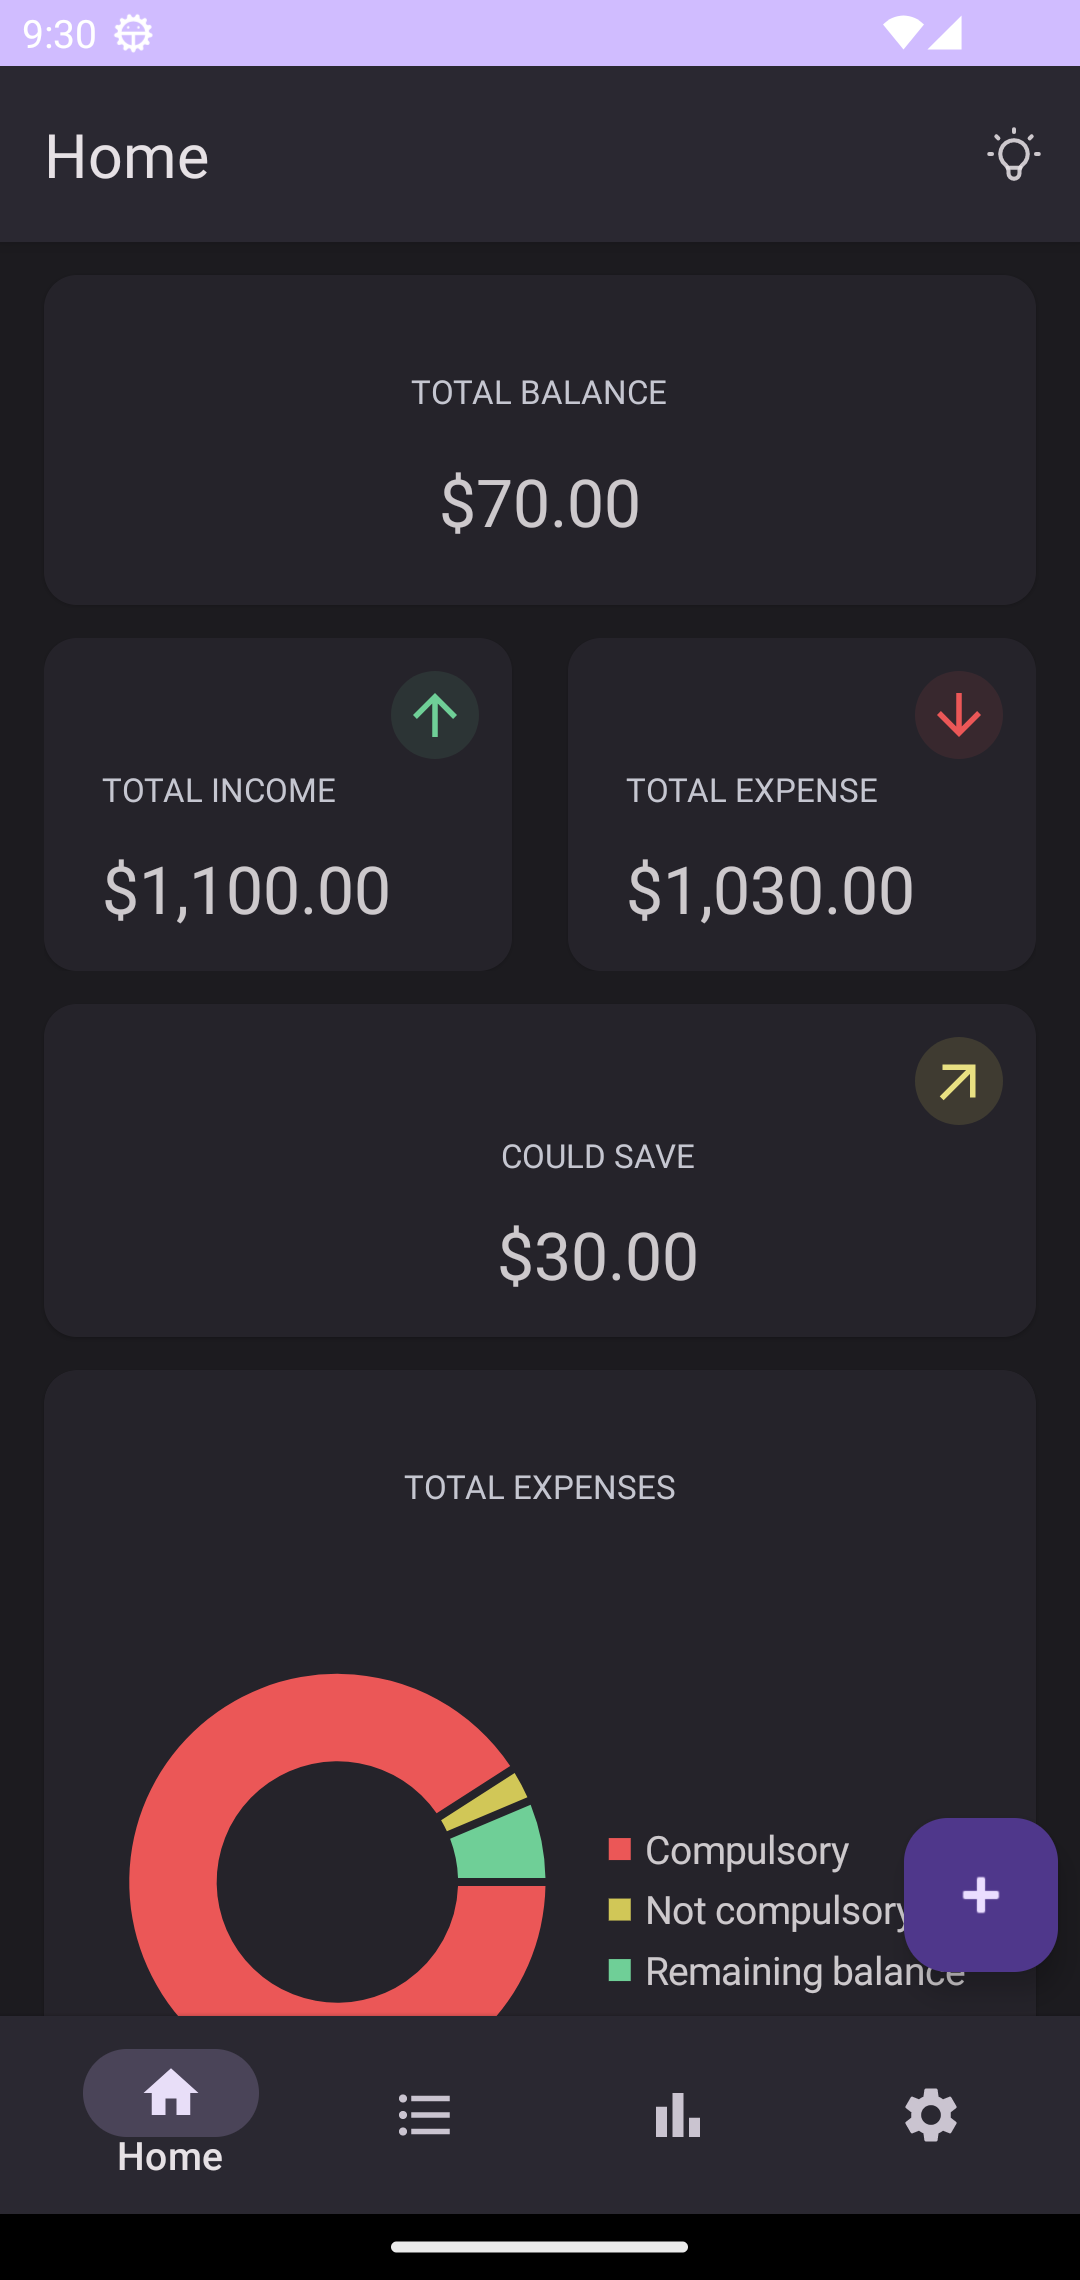 9:30
Home
TOTAL BALANCE
$70.00
TOTAL INCOME
$1,100.00
TOTAL EXPENSE
$1,030.00
COULD SAVE
$30.00
TOTAL EXPENSES
Compulsory
Not compulsory
Remaining balance
Home